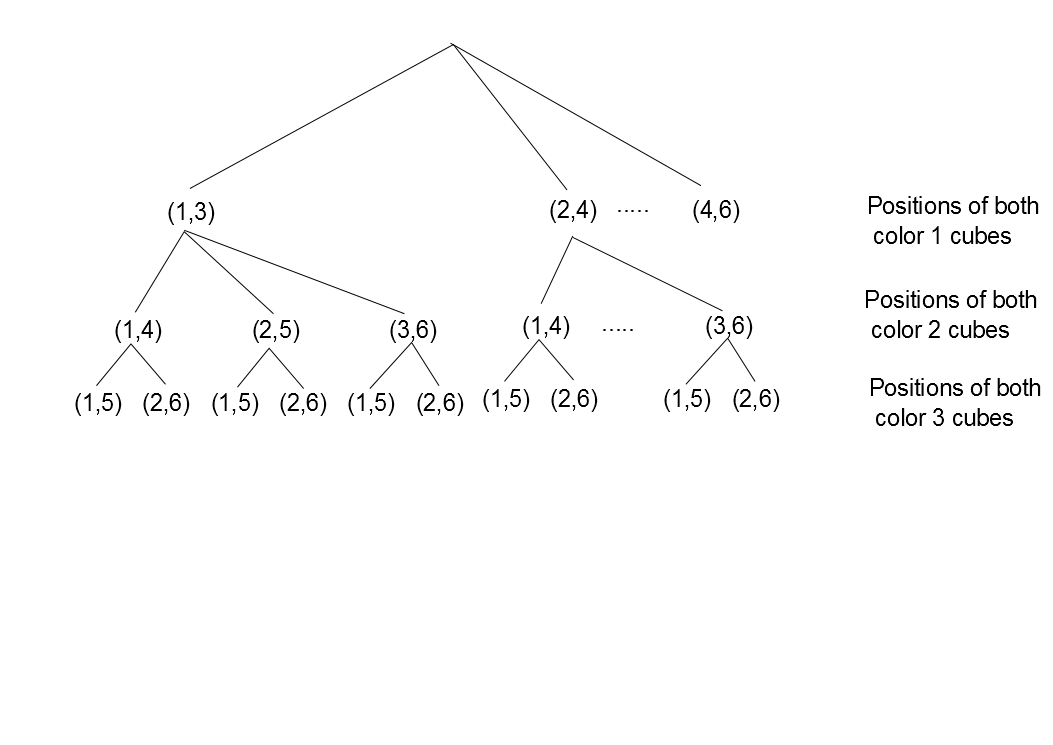 (1,3) (2,4) ..... (4,6) Positions of both
color 1 cubes
(1,4) (2,5) (3,6) (1,4) ..... (3,6) Positions of both
color 2 cubes
(1,5) (2,6) (1,5) (2,6) (1,5) (2,6) (1,5) (2,6) (1,5) (2,6) Positions of both
color 3 cubes